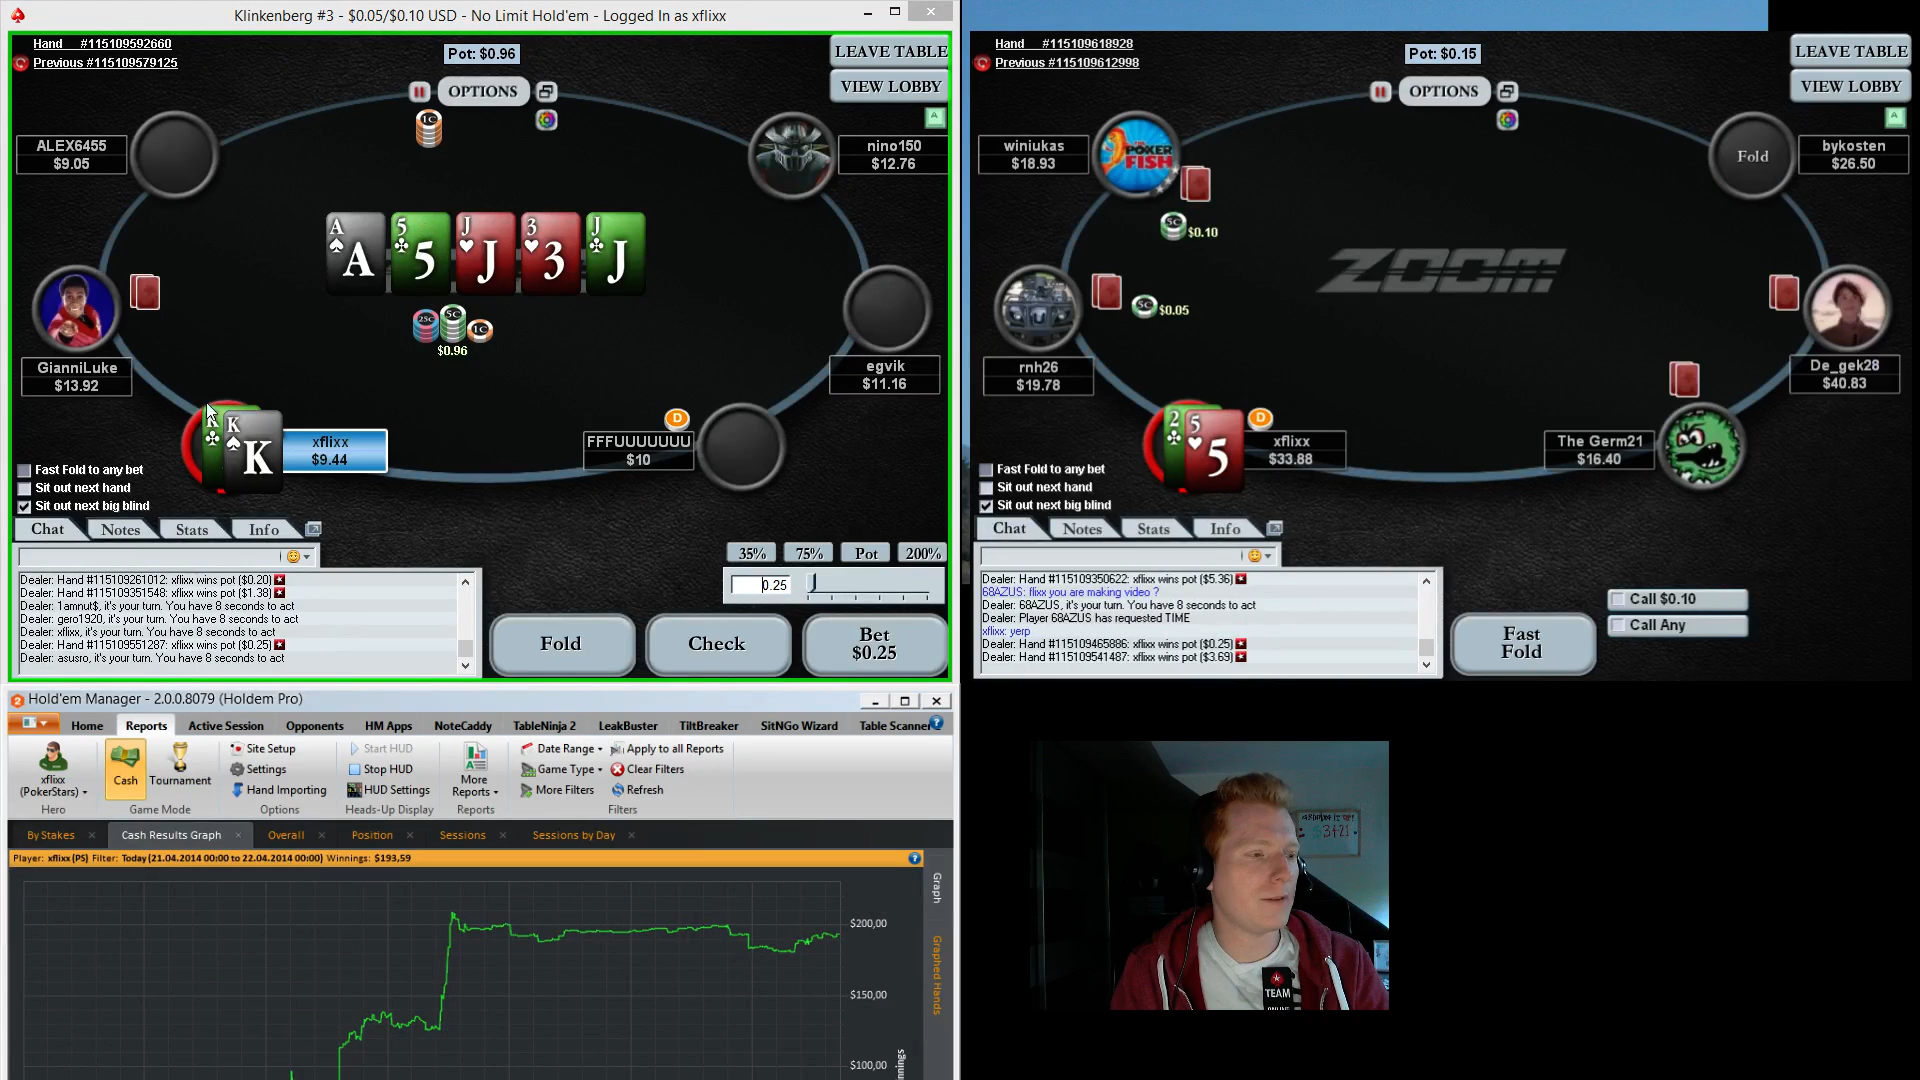 Klinkenberg #3 - $0.05/$0.10 USD - No Limit Hold'em - Logged In as xflixx
Hand #115109592660
Previous #115109579125
Pot: $0.96
LEAVE TABLE
VIEW LOBBY
OPTIONS
1C
ALEX6455
$9.05
nino150
$12.76
A A
5 5
J J
3 3
J J
25C 5C 1C
$0.96
GianniLuke
$13.92
egvik
$11.16
K
K K
xflixx
$9.44
D
FFFUUUUUUU
$10
Fast Fold to any bet
Sit out next hand
Sit out next big blind
Chat Notes Stats Info
35% 75% Pot 200%
0.25
Dealer: Hand #115109261012: xflixx wins pot ($0.20)
Dealer: Hand #115109351548: xflixx wins pot ($1.38)
Dealer: 1amnut$, it's your turn. You have 8 seconds to act
Dealer: gero1920, it's your turn. You have 8 seconds to act
Dealer: xflixx, it's your turn. You have 8 seconds to act
Dealer: Hand #115109551287: xflixx wins pot ($0.25)
Dealer: asusro, it's your turn. You have 8 seconds to act
Fold
Check
Bet
$0.25
Hand #115109618928
Previous #115109612998
Pot: $0.15
LEAVE TABLE
VIEW LOBBY
OPTIONS
A
winiukas
$18.93
POKER
FISH
Fold
bykosten
$26.50
5C $0.10
ZOOM
5C $0.05
rnh26
$19.78
De_gek28
$40.83
2
5 5
D
xflixx
$33.88
The Germ21
$16.40
Fast Fold to any bet
Sit out next hand
Sit out next big blind
Chat Notes Stats Info
Dealer: Hand #115109350622: xflixx wins pot ($5.36)
68AZUS: flixx you are making video ?
Dealer: 68AZUS, it's your turn. You have 8 seconds to act
Dealer: Player 68AZUS has requested TIME
xflixx: yerp
Dealer: Hand #115109465886: xflixx wins pot ($0.25)
Dealer: Hand #115109541487: xflixx wins pot ($3.69)
Fast
Fold
Call $0.10
Call Any
Hold'em Manager - 2.0.0.8079 (Holdem Pro)
Home Reports Active Session Opponents HM Apps NoteCaddy TableNinja 2 LeakBuster TiltBreaker SitNGo Wizard Table Scanner
xflixx
(PokerStars)
Hero
Cash
Tournament
Game Mode
Site Setup
Settings
Hand Importing
Options
Start HUD
Stop HUD
HUD Settings
Heads-Up Display
More
Reports
Reports
Date Range
Game Type
More Filters
Apply to all Reports
Clear Filters
Refresh
Filters
By Stakes Cash Results Graph Overall Position Sessions Sessions by Day
Player: xflixx (PS) Filter: Today (21.04.2014 00:00 to 22.04.2014 00:00) Winnings: $193,59
$200,00
$150,00
$100,00
Graph
Graphed Hands
$3421
TEAM
ONLINE